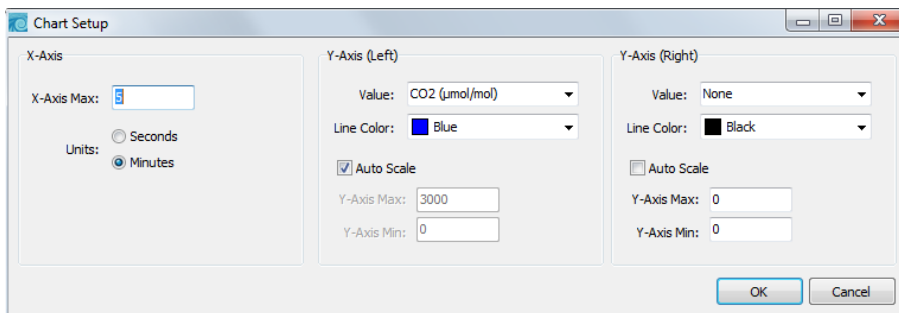 Chart Setup
X-Axis
X-Axis Max: 5
Units:
Seconds
Minutes
Y-Axis (Left)
Value: CO2 (µmol/mol)
Line Color: Blue
Auto Scale
Y-Axis Max: 3000
Y-Axis Min: 0
Y-Axis (Right)
Value: None
Line Color: Black
Auto Scale
Y-Axis Max: 0
Y-Axis Min: 0
OK Cancel